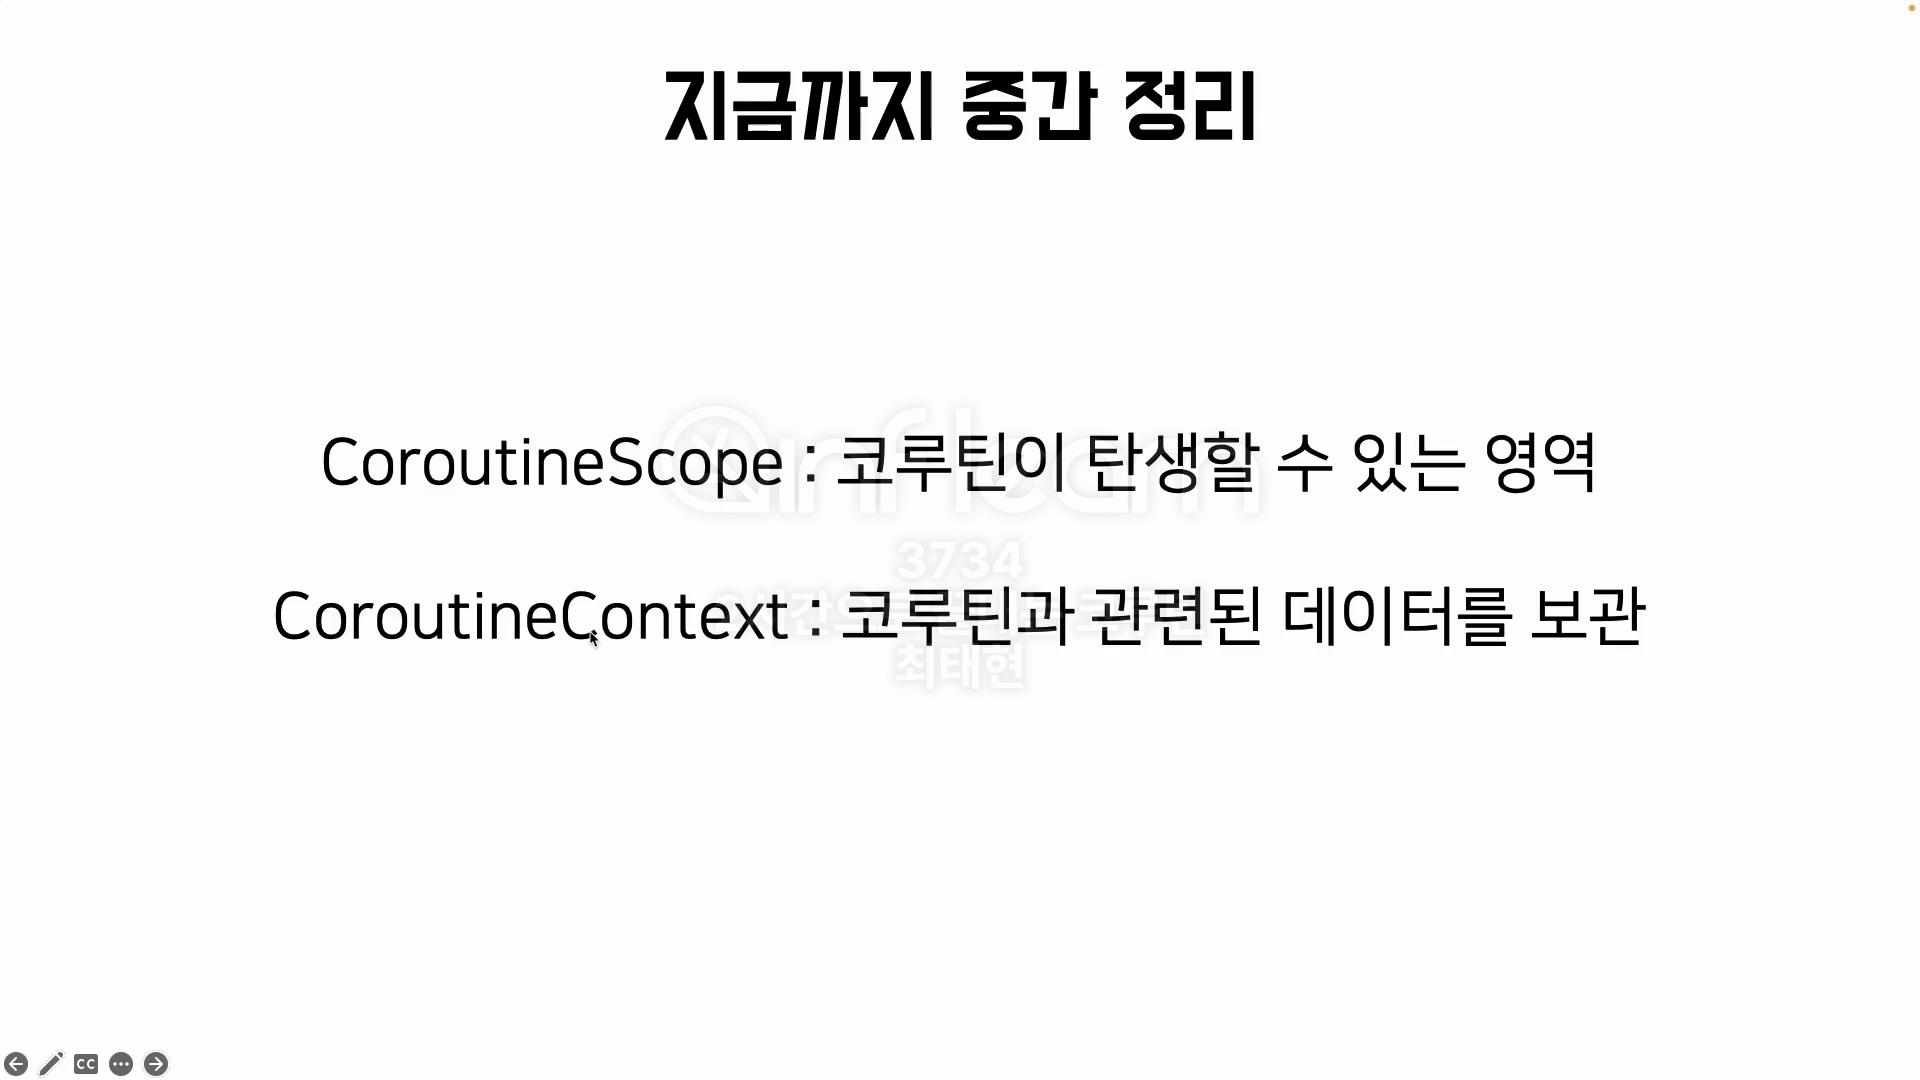 지금까지 중간 정리
CoroutineScope : 코루틴이 탄생할 수 있는 영역
inflearn
3734
CoroutineContext : 코루틴과 관련된 데이터를 보관
최태현
CC